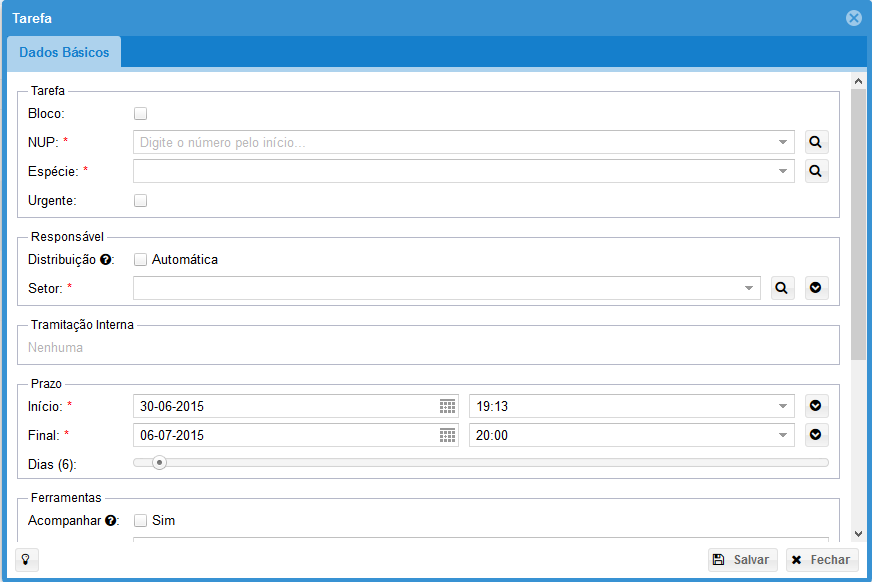 Tarefa
Dados Básicos
Tarefa
Bloco:
NUP: * Digite o número pelo início...
Espécie: *
Urgente:
Responsável
Distribuição ?: Automática
Setor: *
Tramitação Interna
Nenhuma
Prazo
Início: * 30-06-2015 19:13
Final: * 06-07-2015 20:00
Dias (6):
Ferramentas
Acompanhar ?: Sim
Salvar Fechar